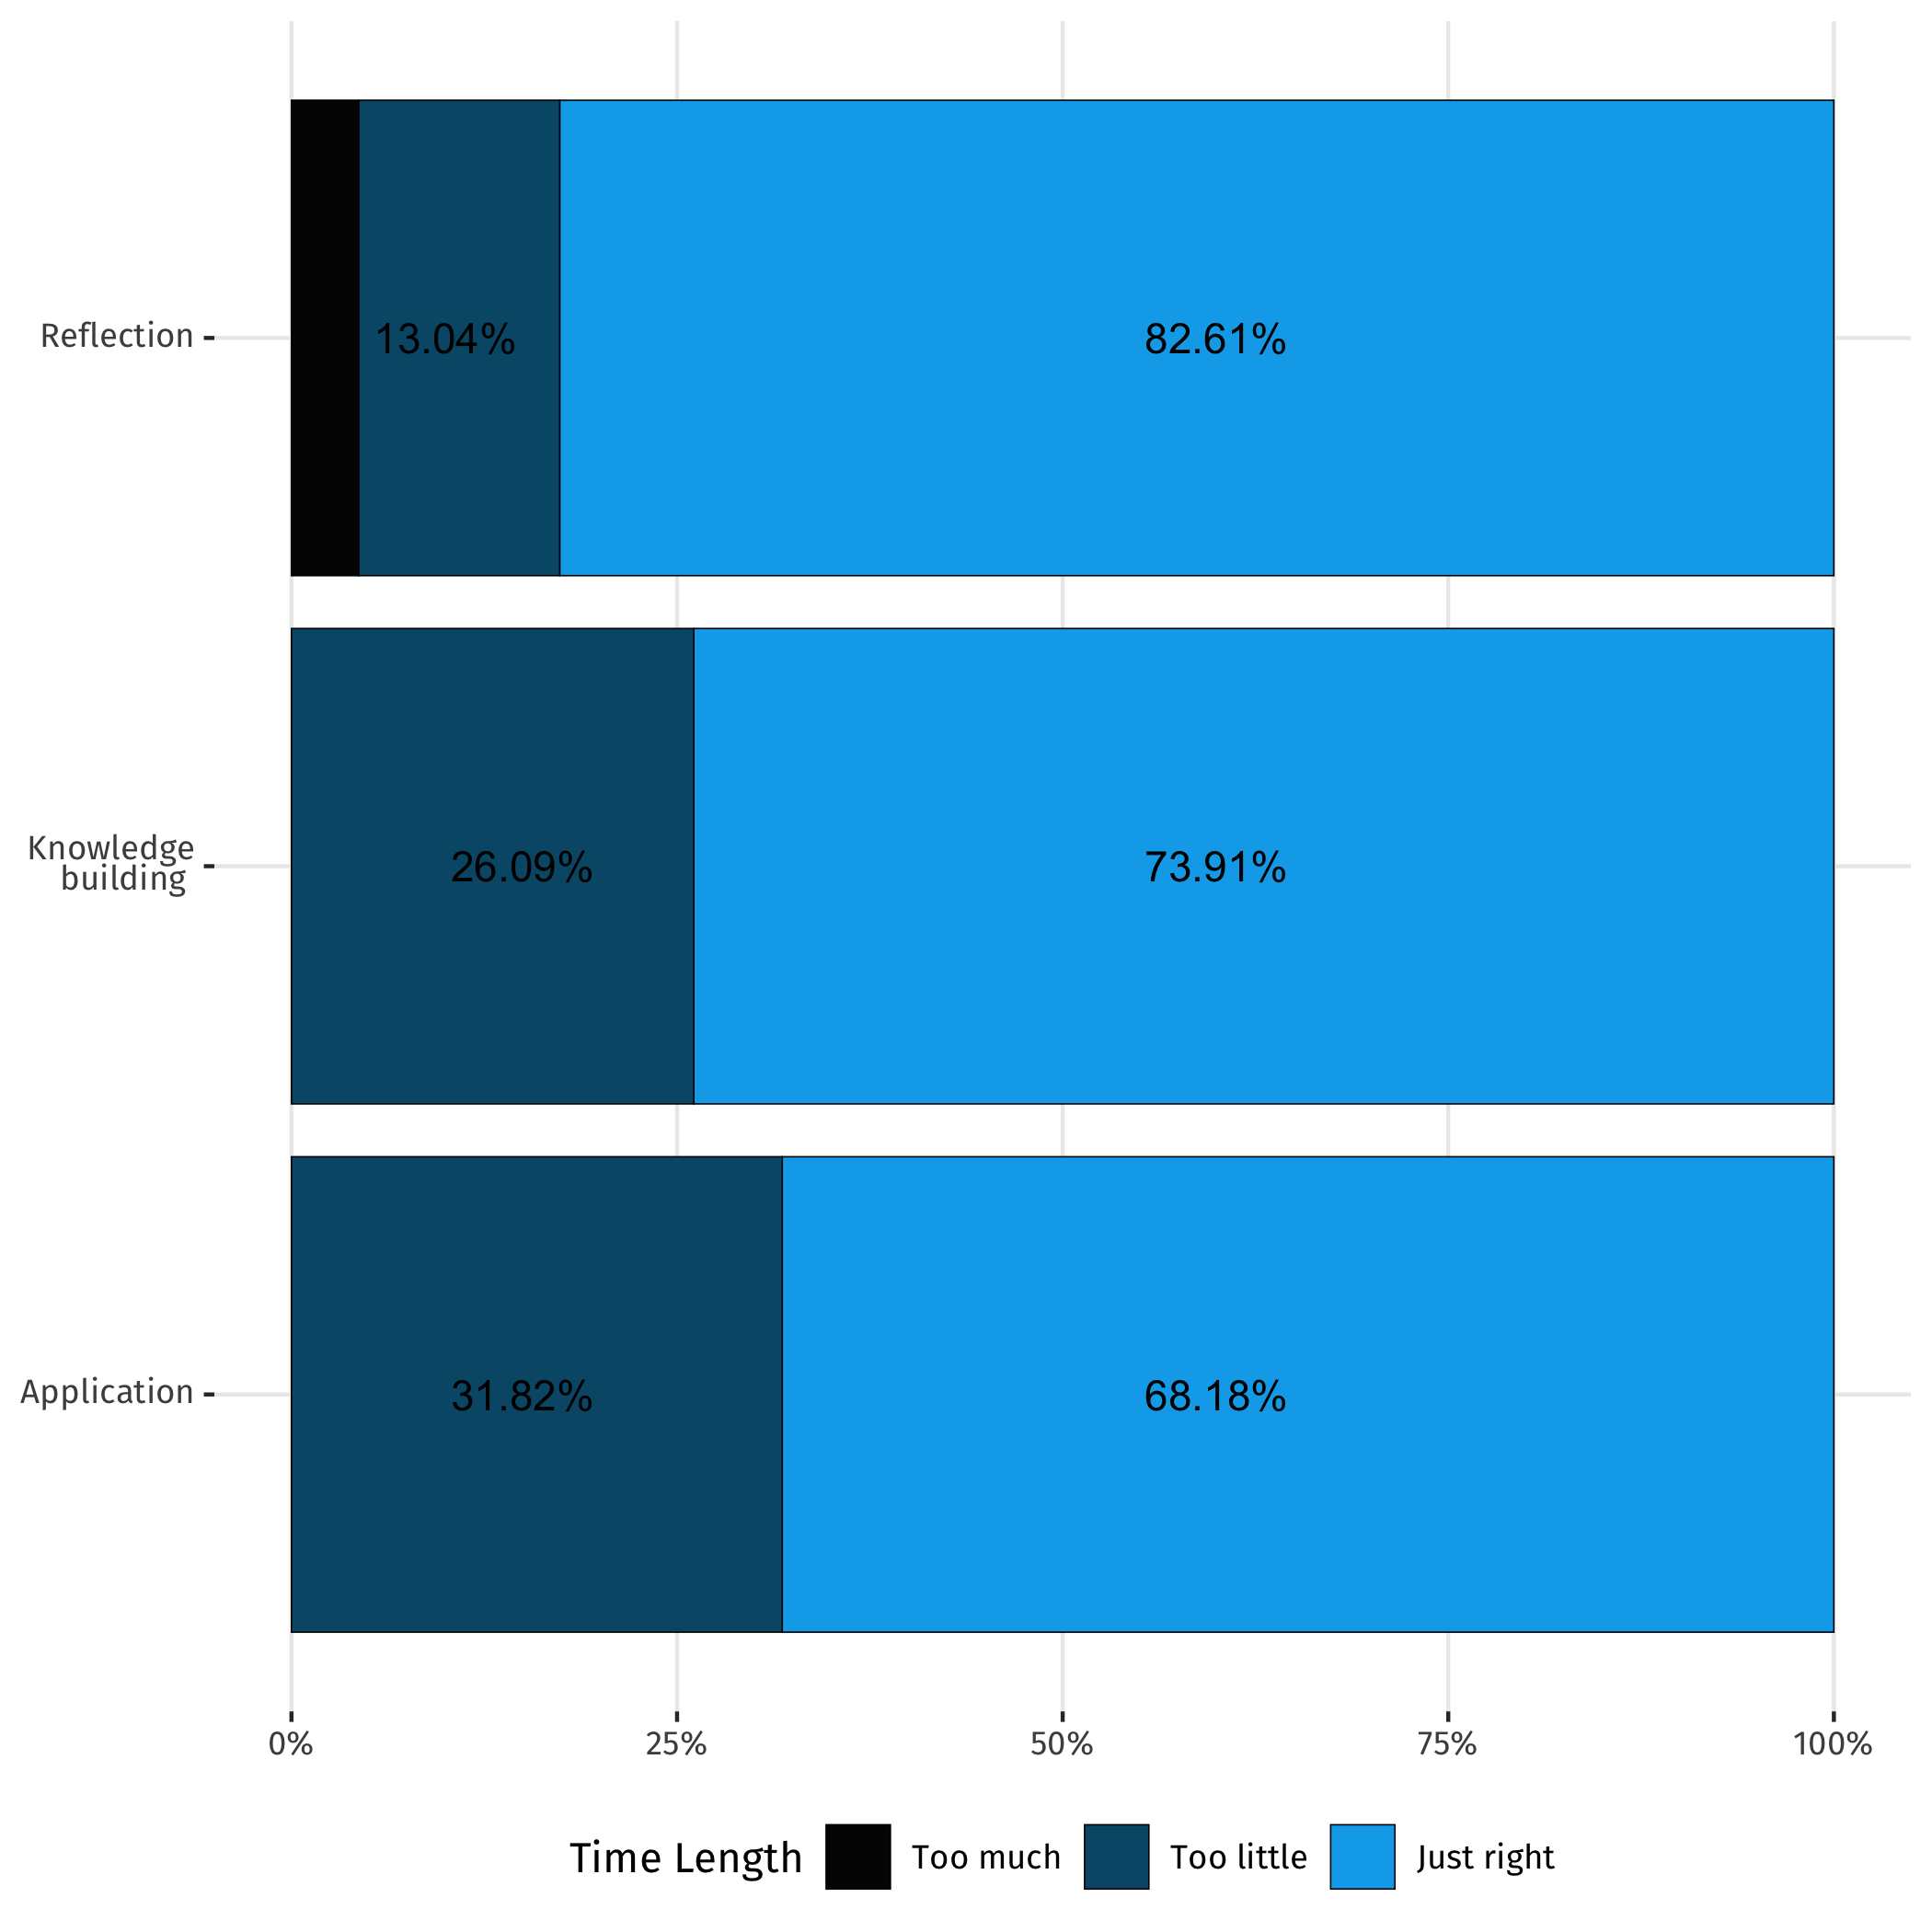 Reflection
13.04%
82.61%
Knowledge
building
26.09%
73.91%
Application
31.82%
68.18%
0%
25%
50%
75%
100%
Time Length
Too much
Too little
Just right